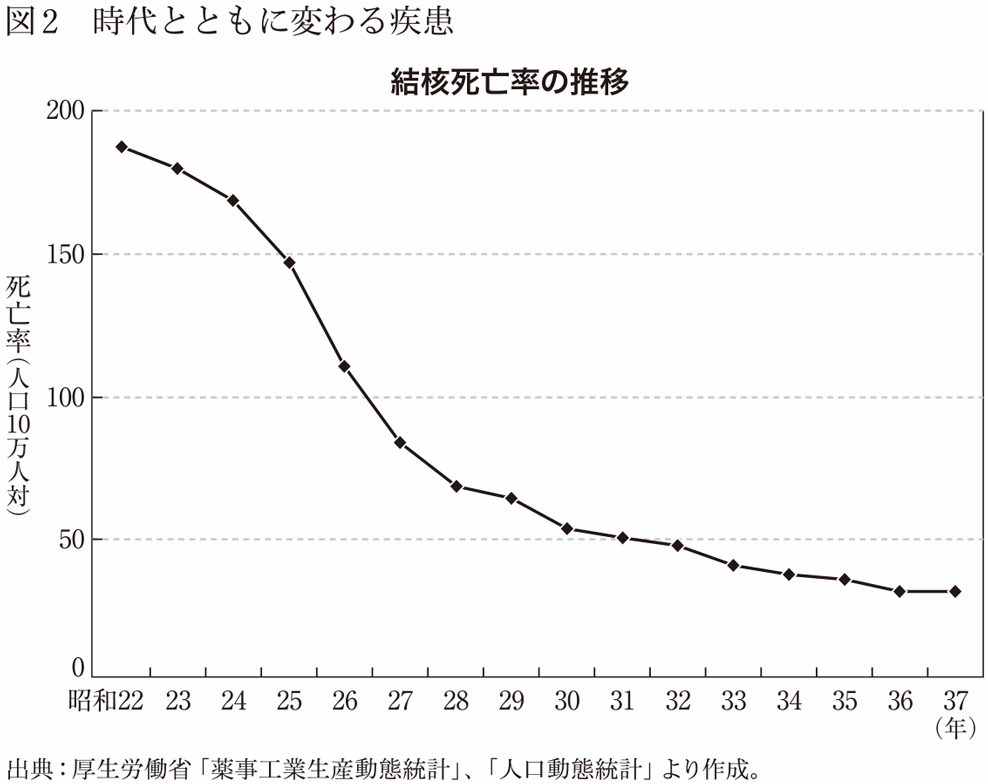 図2　時代とともに変わる疾患
結核死亡率の推移
死亡率(人口10万人対)
200
150
100
50
0
昭和22 23 24 25 26 27 28 29 30 31 32 33 34 35 36 37
(年)
出典：厚生労働省「薬事工業生産動態統計」、「人口動態統計」より作成。